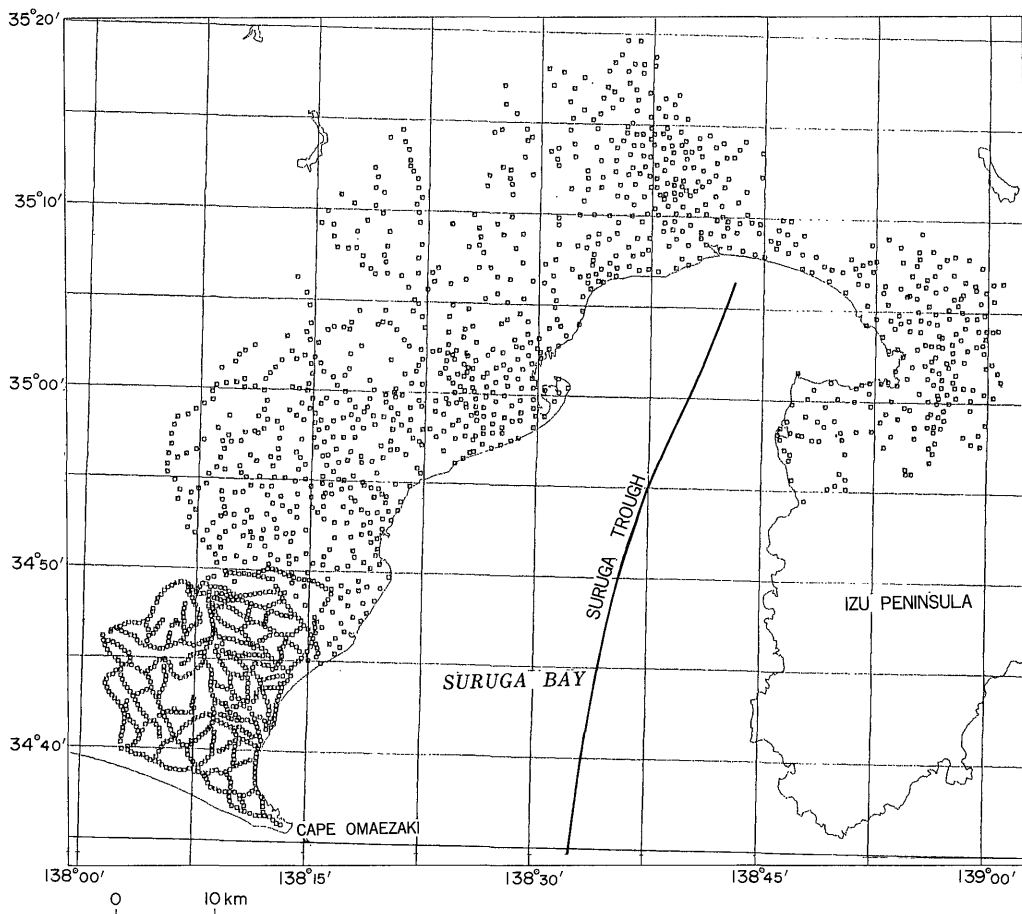 35°20′
35°10′
35°00′
34°50′
34°40′
SURUGA TROUGH
IZU PENINSULA
SURUGA BAY
CAPE OMAEZAKI
138°00′
138°15′
138°30′
138°45′
139°00′
0 10 km